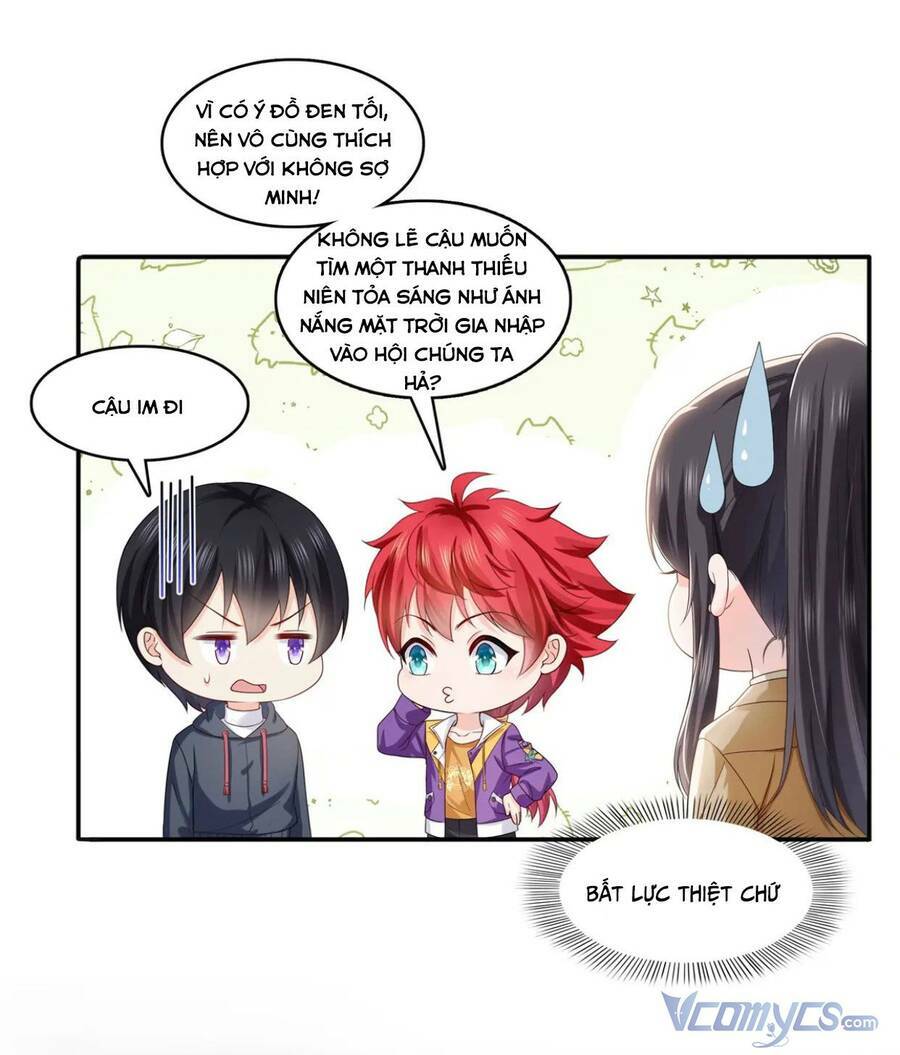 VÌ CÓ Ý ĐỒ ĐEN TỐI,
NÊN VÔ CÙNG THÍCH
HỢP VỚI KHÔNG SỢ
MINH!
KHÔNG LẼ CẬU MUỐN
TÌM MỘT THANH THIẾU
NIÊN TỎA SÁNG NHƯ ÁNH
NẮNG MẶT TRỜI GIA NHẬP
VÀO HỘI CHÚNG TA
HẢ?
CẬU IM ĐI
BẤT LỰC THIỆT CHỨ
VCOMYCS.com